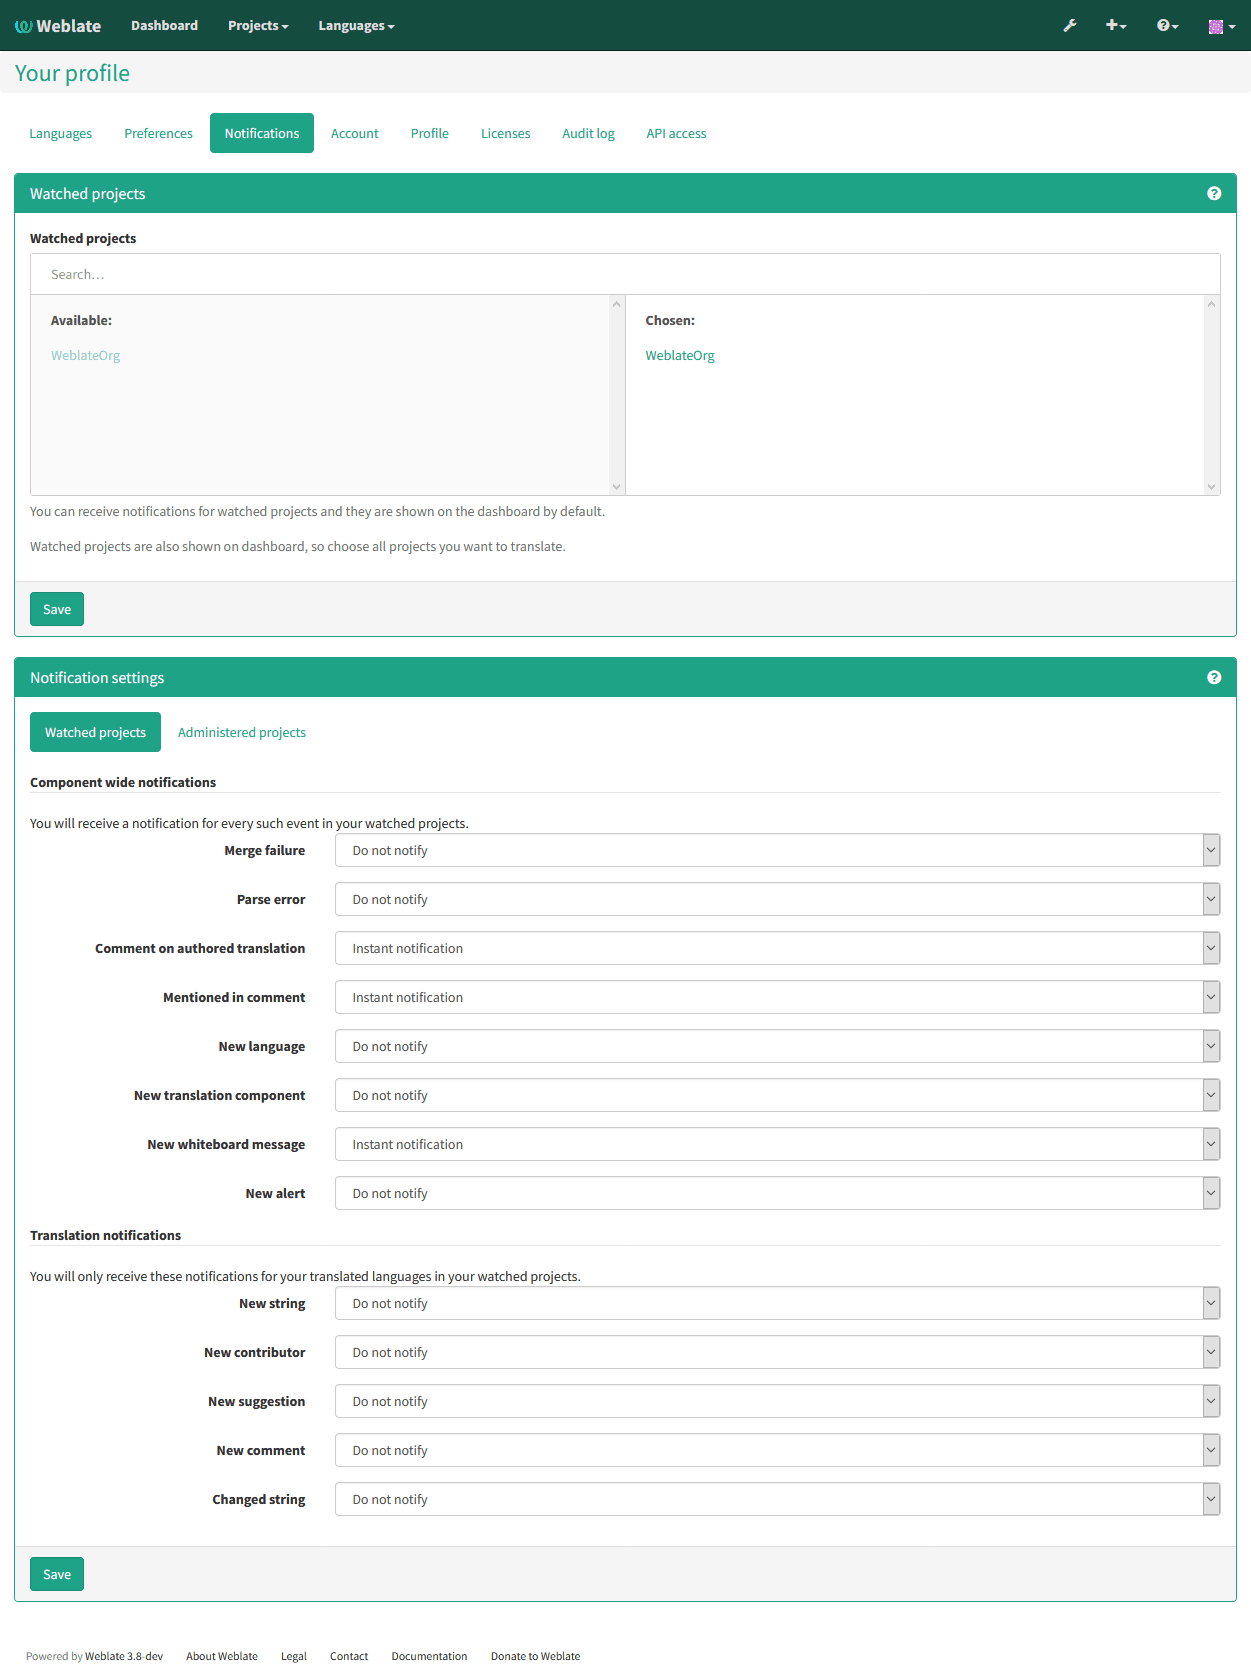 Weblate Dashboard Projects Languages
Your profile
Languages Preferences Notifications Account Profile Licenses Audit log API access
Watched projects
Watched projects
Search…
Available: Chosen:
WeblateOrg WeblateOrg
You can receive notifications for watched projects and they are shown on the dashboard by default.
Watched projects are also shown on dashboard, so choose all projects you want to translate.
Save
Notification settings
Watched projects Administered projects
Component wide notifications
You will receive a notification for every such event in your watched projects.
Merge failure Do not notify
Parse error Do not notify
Comment on authored translation Instant notification
Mentioned in comment Instant notification
New language Do not notify
New translation component Do not notify
New whiteboard message Instant notification
New alert Do not notify
Translation notifications
You will only receive these notifications for your translated languages in your watched projects.
New string Do not notify
New contributor Do not notify
New suggestion Do not notify
New comment Do not notify
Changed string Do not notify
Save
Powered by Weblate 3.8-dev About Weblate Legal Contact Documentation Donate to Weblate